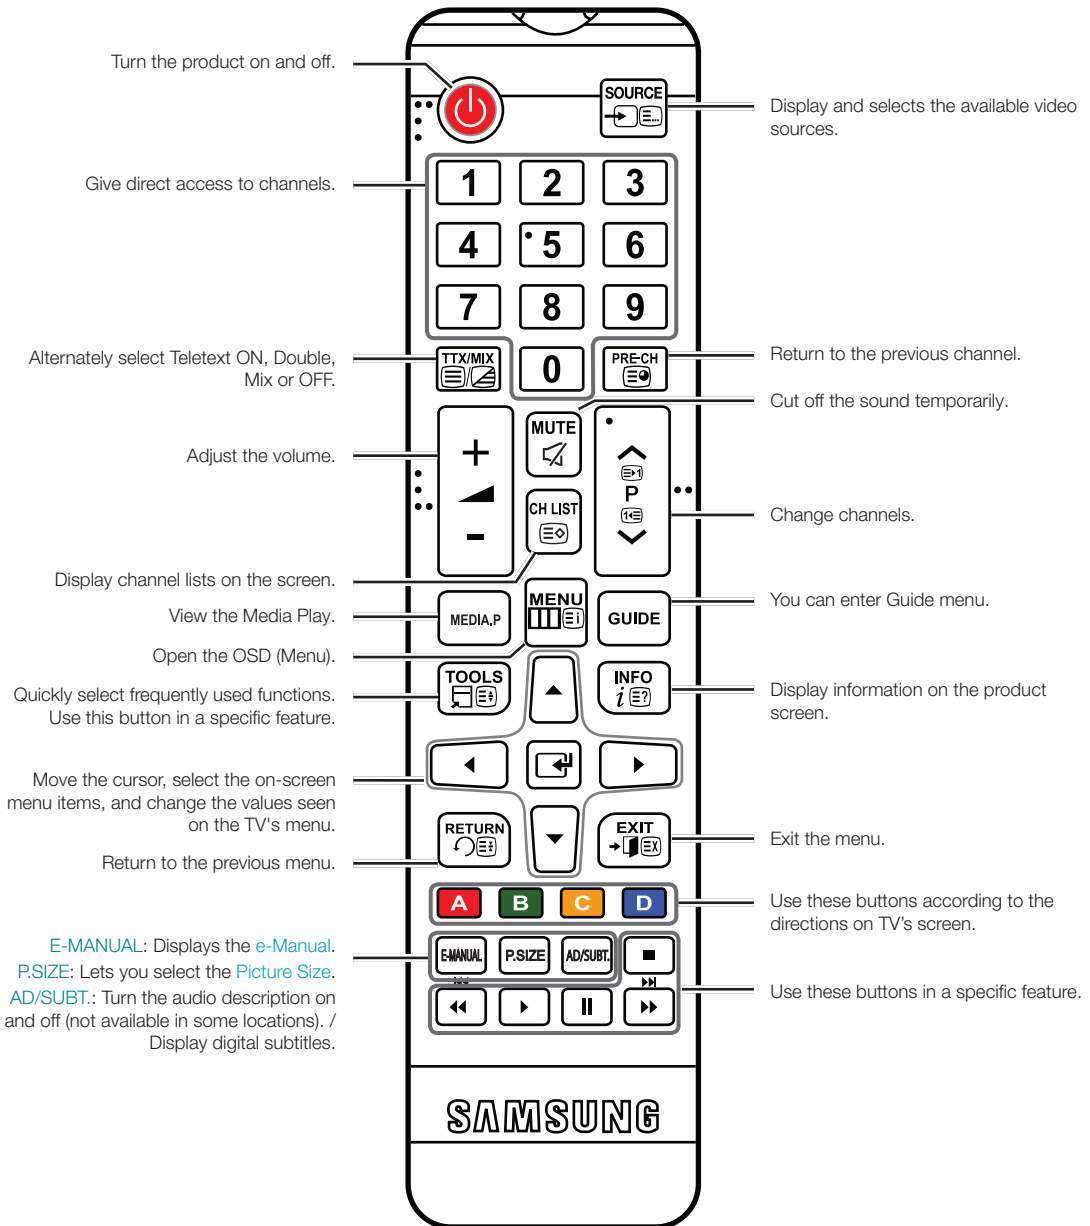 Turn the product on and off.
SOURCE
Display and selects the available video
sources.
Give direct access to channels.
1 2 3
4 5 6
7 8 9
0
Alternately select Teletext ON, Double,
Mix or OFF.
TTX/MIX
PRE-CH
Return to the previous channel.
Cut off the sound temporarily.
MUTE
Adjust the volume.
+
-
P
CH LIST
Change channels.
Display channel lists on the screen.
View the Media Play.
MEDIA.P
MENU
GUIDE
You can enter Guide menu.
Open the OSD (Menu).
TOOLS
INFO
i
Quickly select frequently used functions.
Use this button in a specific feature.
Display information on the product
screen.
Move the cursor, select the on-screen
menu items, and change the values seen
on the TV's menu.
RETURN
EXIT
Return to the previous menu.
Exit the menu.
A B C D
Use these buttons according to the
directions on TV’s screen.
E-MANUAL: Displays the e-Manual.
P.SIZE: Lets you select the Picture Size.
AD/SUBT.: Turn the audio description on
and off (not available in some locations). /
Display digital subtitles.
E-MANUAL P.SIZE AD/SUBT.
Use these buttons in a specific feature.
SAMSUNG